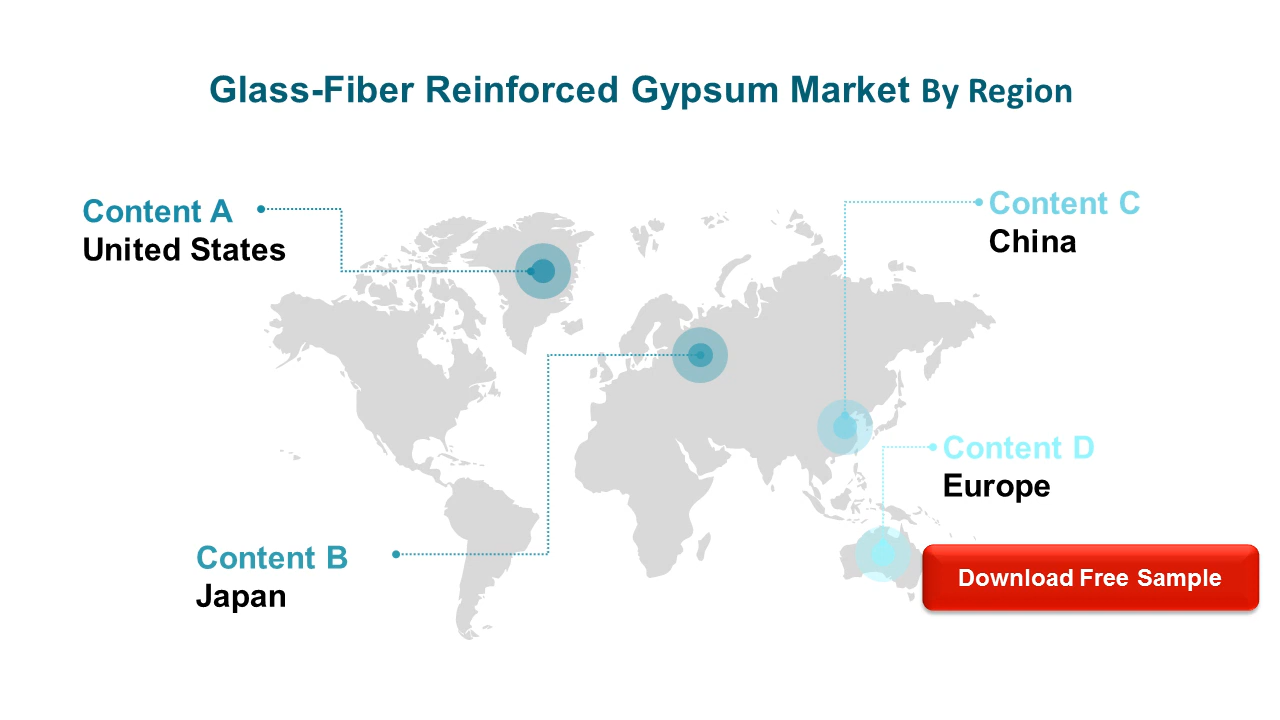 Glass-Fiber Reinforced Gypsum Market By Region
Content A
United States
Content C
China
Content D
Europe
Content B
Japan
Download Free Sample